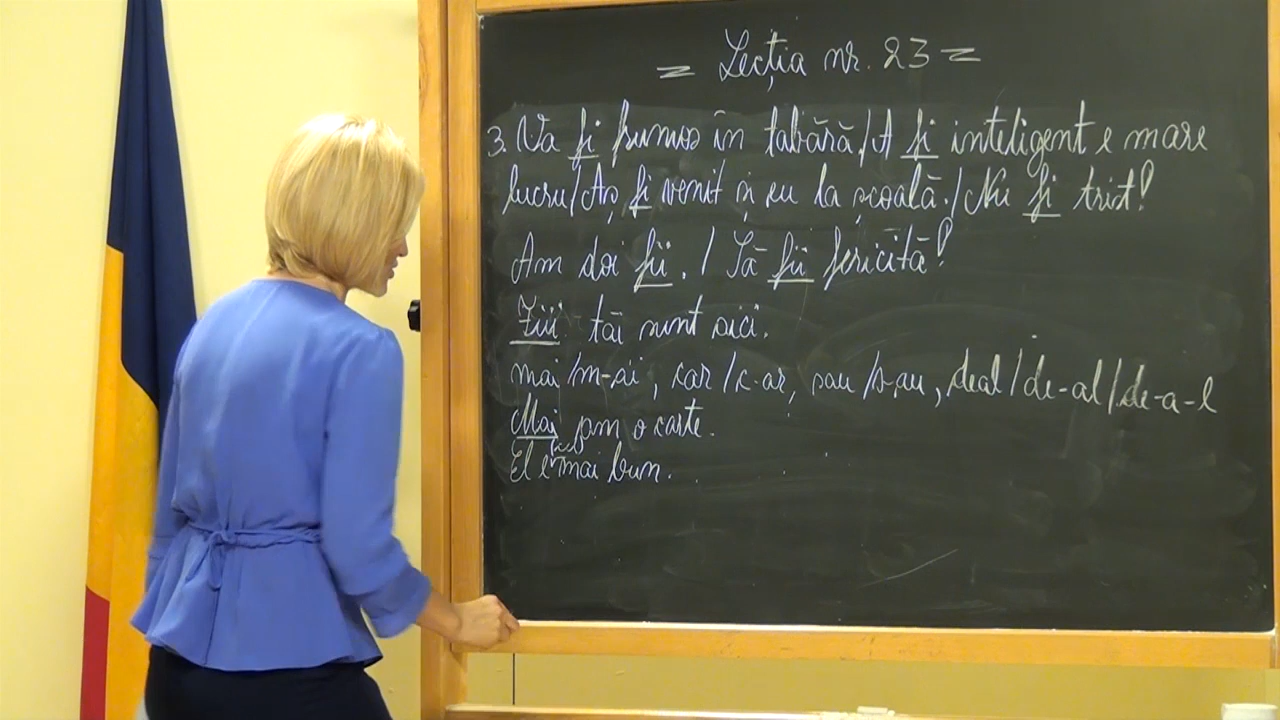 = Lecția nr. 23 =
3. Va fi frumos în tabără/A fi inteligent e mare
lucru/Aș fi venit și eu la școală./Nu fi trist!
Am doi fii. / Să fii fericită!
Fiii tăi sunt aici.
mai/m-ai, car/c-ar, sau/s-au, deal/de-al/de-a-l
Mai am o carte.
El e mai bun.